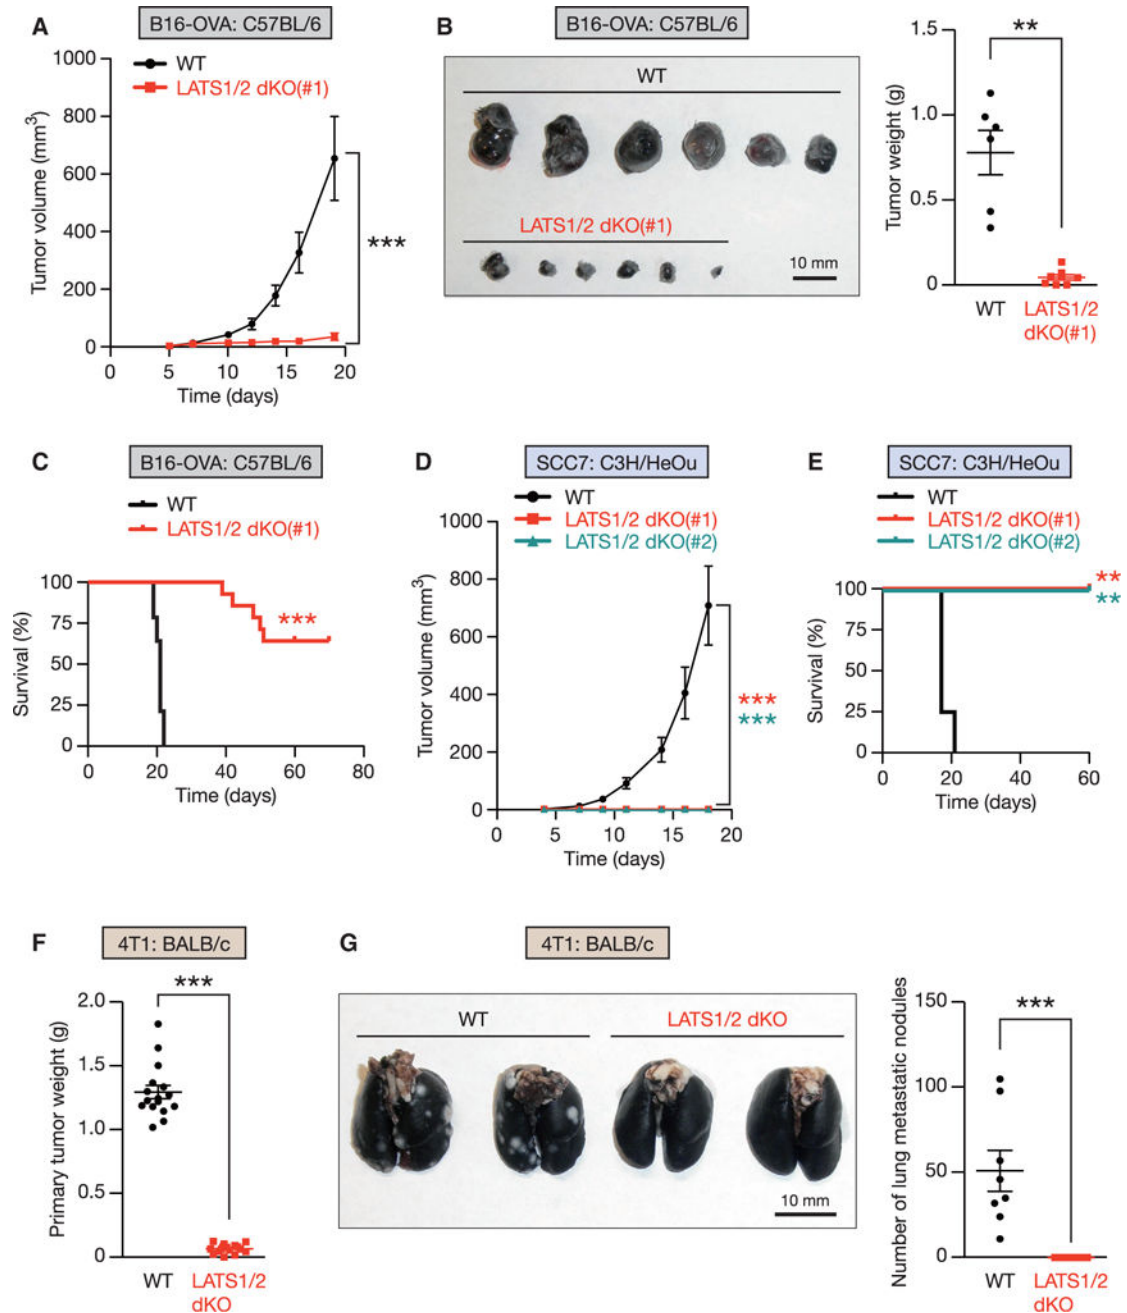 A
B16-OVA: C57BL/6
WT
LATS1/2 dKO(#1)
Tumor volume (mm³)
1000
800
600
400
200
0
0 5 10 15 20
Time (days)
***
B
B16-OVA: C57BL/6
WT
LATS1/2 dKO(#1)
10 mm
Tumor weight (g)
1.5
1.0
0.5
0
**
WT
LATS1/2
dKO(#1)
C
B16-OVA: C57BL/6
WT
LATS1/2 dKO(#1)
Survival (%)
100
75
50
25
0
***
0 20 40 60 80
Time (days)
D
SCC7: C3H/HeOu
WT
LATS1/2 dKO(#1)
LATS1/2 dKO(#2)
Tumor volume (mm³)
1000
800
600
400
200
0
***
***
0 5 10 15 20
Time (days)
E
SCC7: C3H/HeOu
WT
LATS1/2 dKO(#1)
LATS1/2 dKO(#2)
Survival (%)
100
75
50
25
0
**
**
0 20 40 60
Time (days)
F
4T1: BALB/c
Primary tumor weight (g)
2.0
1.5
1.0
0.5
0
***
WT
LATS1/2
dKO
G
4T1: BALB/c
WT
LATS1/2 dKO
10 mm
Number of lung metastatic nodules
150
100
50
0
***
WT
LATS1/2
dKO